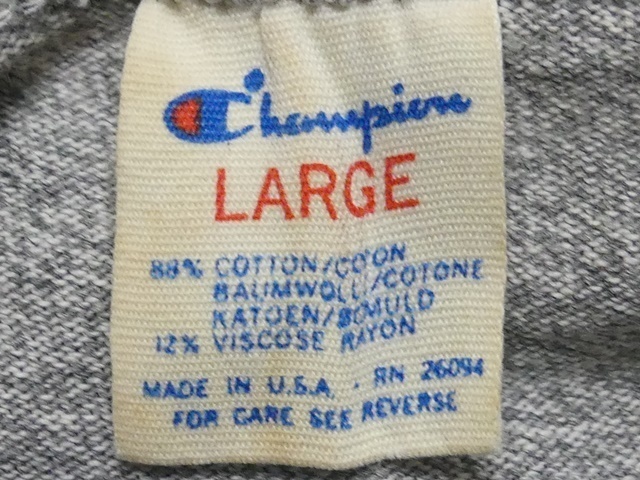 Champion
LARGE
88% COTTON/COTON
BAUMWOLL/COTONE
KATOEN/BOMULD
12% VISCOSE RAYON
MADE IN U.S.A. - RN 26094
FOR CARE SEE REVERSE